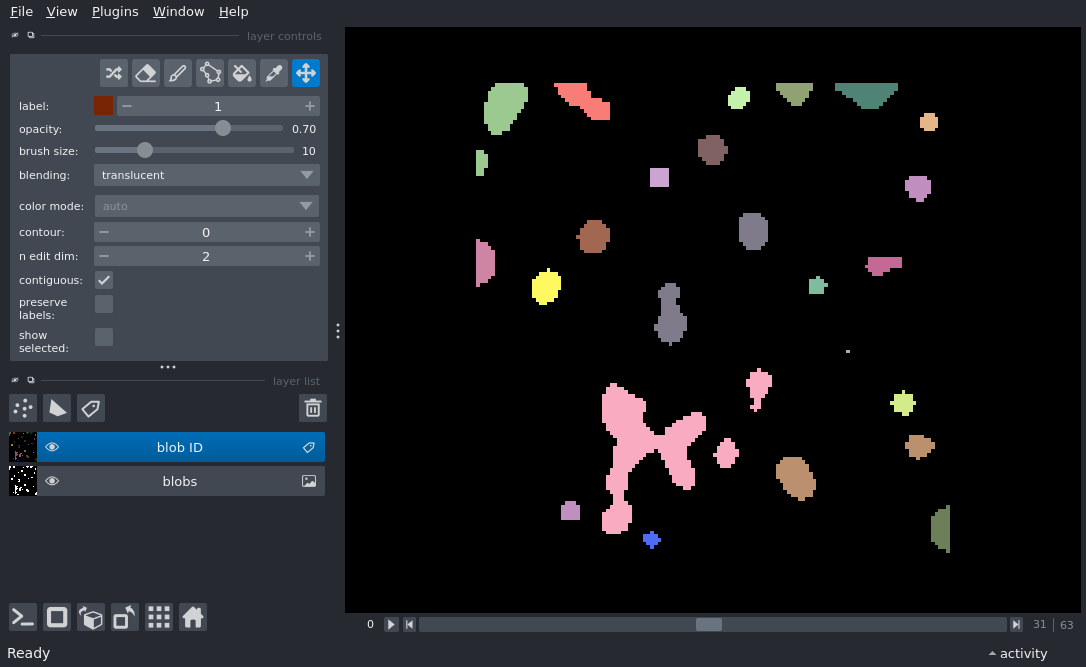 File View Plugins Window Help
layer controls
label: 1
opacity: 0.70
brush size: 10
blending: translucent
color mode: auto
contour: 0
n edit dim: 2
contiguous:
preserve
labels:
show
selected:
layer list
blob ID
blobs
0 31 63
Ready activity